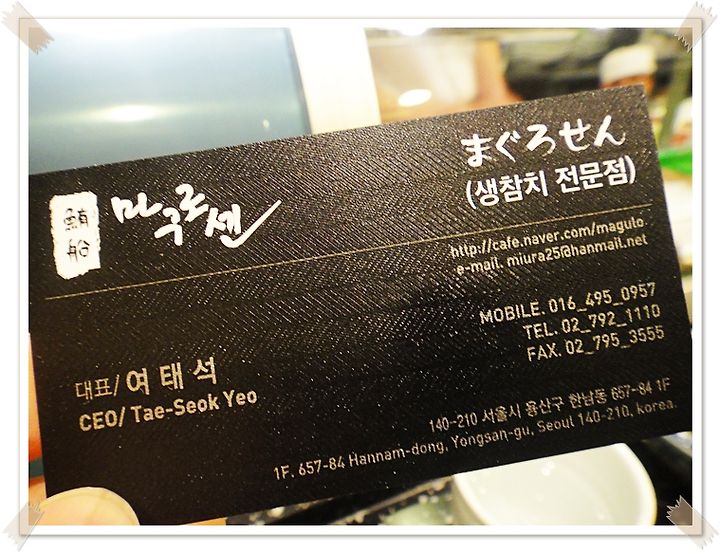 鮪
船
마구로센
まぐろせん
(생참치 전문점)
http://cafe.naver.com/magulo
e-mail. miura25@hanmail.net
MOBILE. 016_495_0957
TEL. 02_792_1110
FAX. 02_795_3555
대표/ 여 태 석
CEO/ Tae-Seok Yeo
140-210 서울시 용산구 한남동 657-84 1F
1F. 657-84 Hannam-dong, Yongsan-gu, Seoul 140-210, korea.